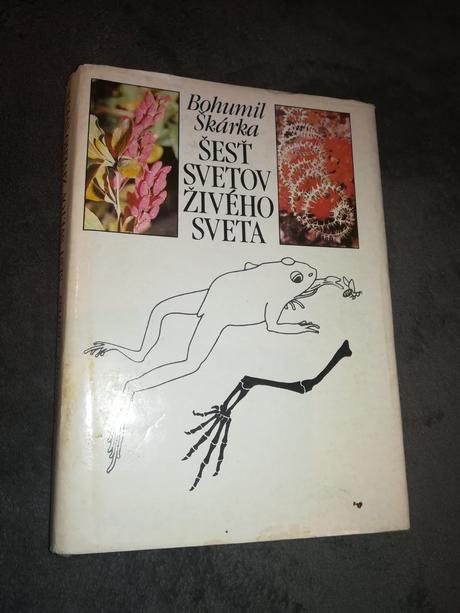 Bohumil
Škárka
ŠESŤ
SVETOV
ŽIVÉHO
SVETA